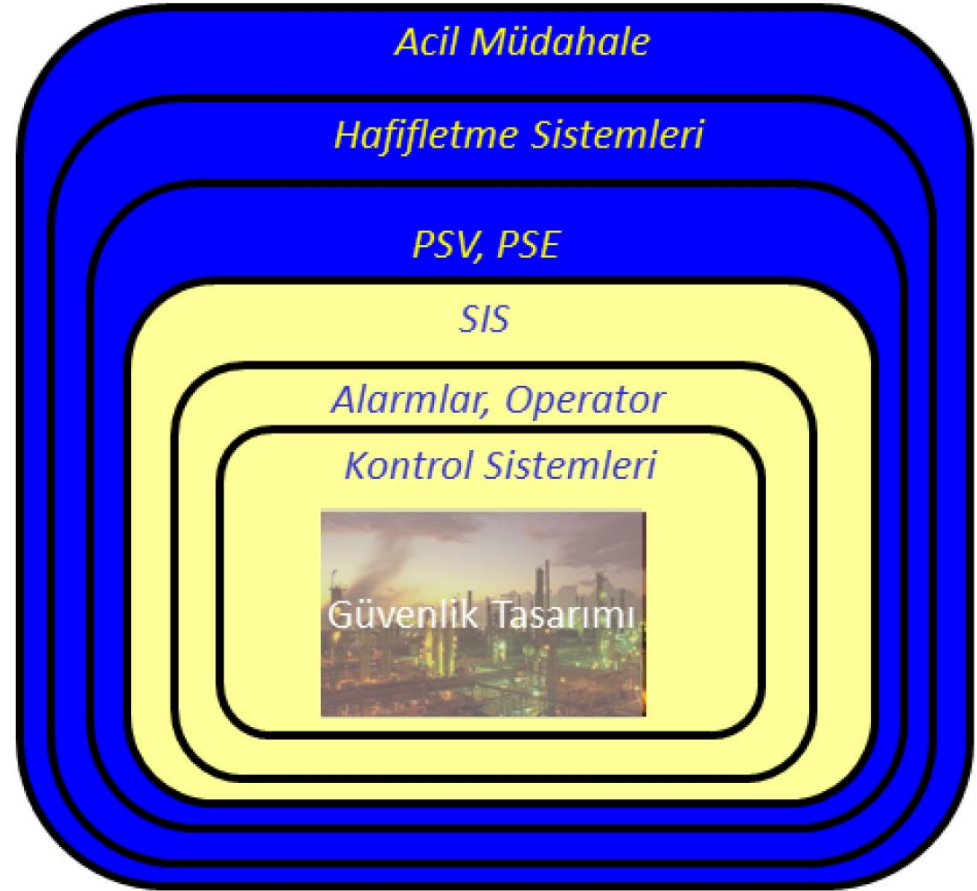 Acil Müdahale
Hafifletme Sistemleri
PSV, PSE
SIS
Alarmlar, Operator
Kontrol Sistemleri
Güvenlik Tasarımı